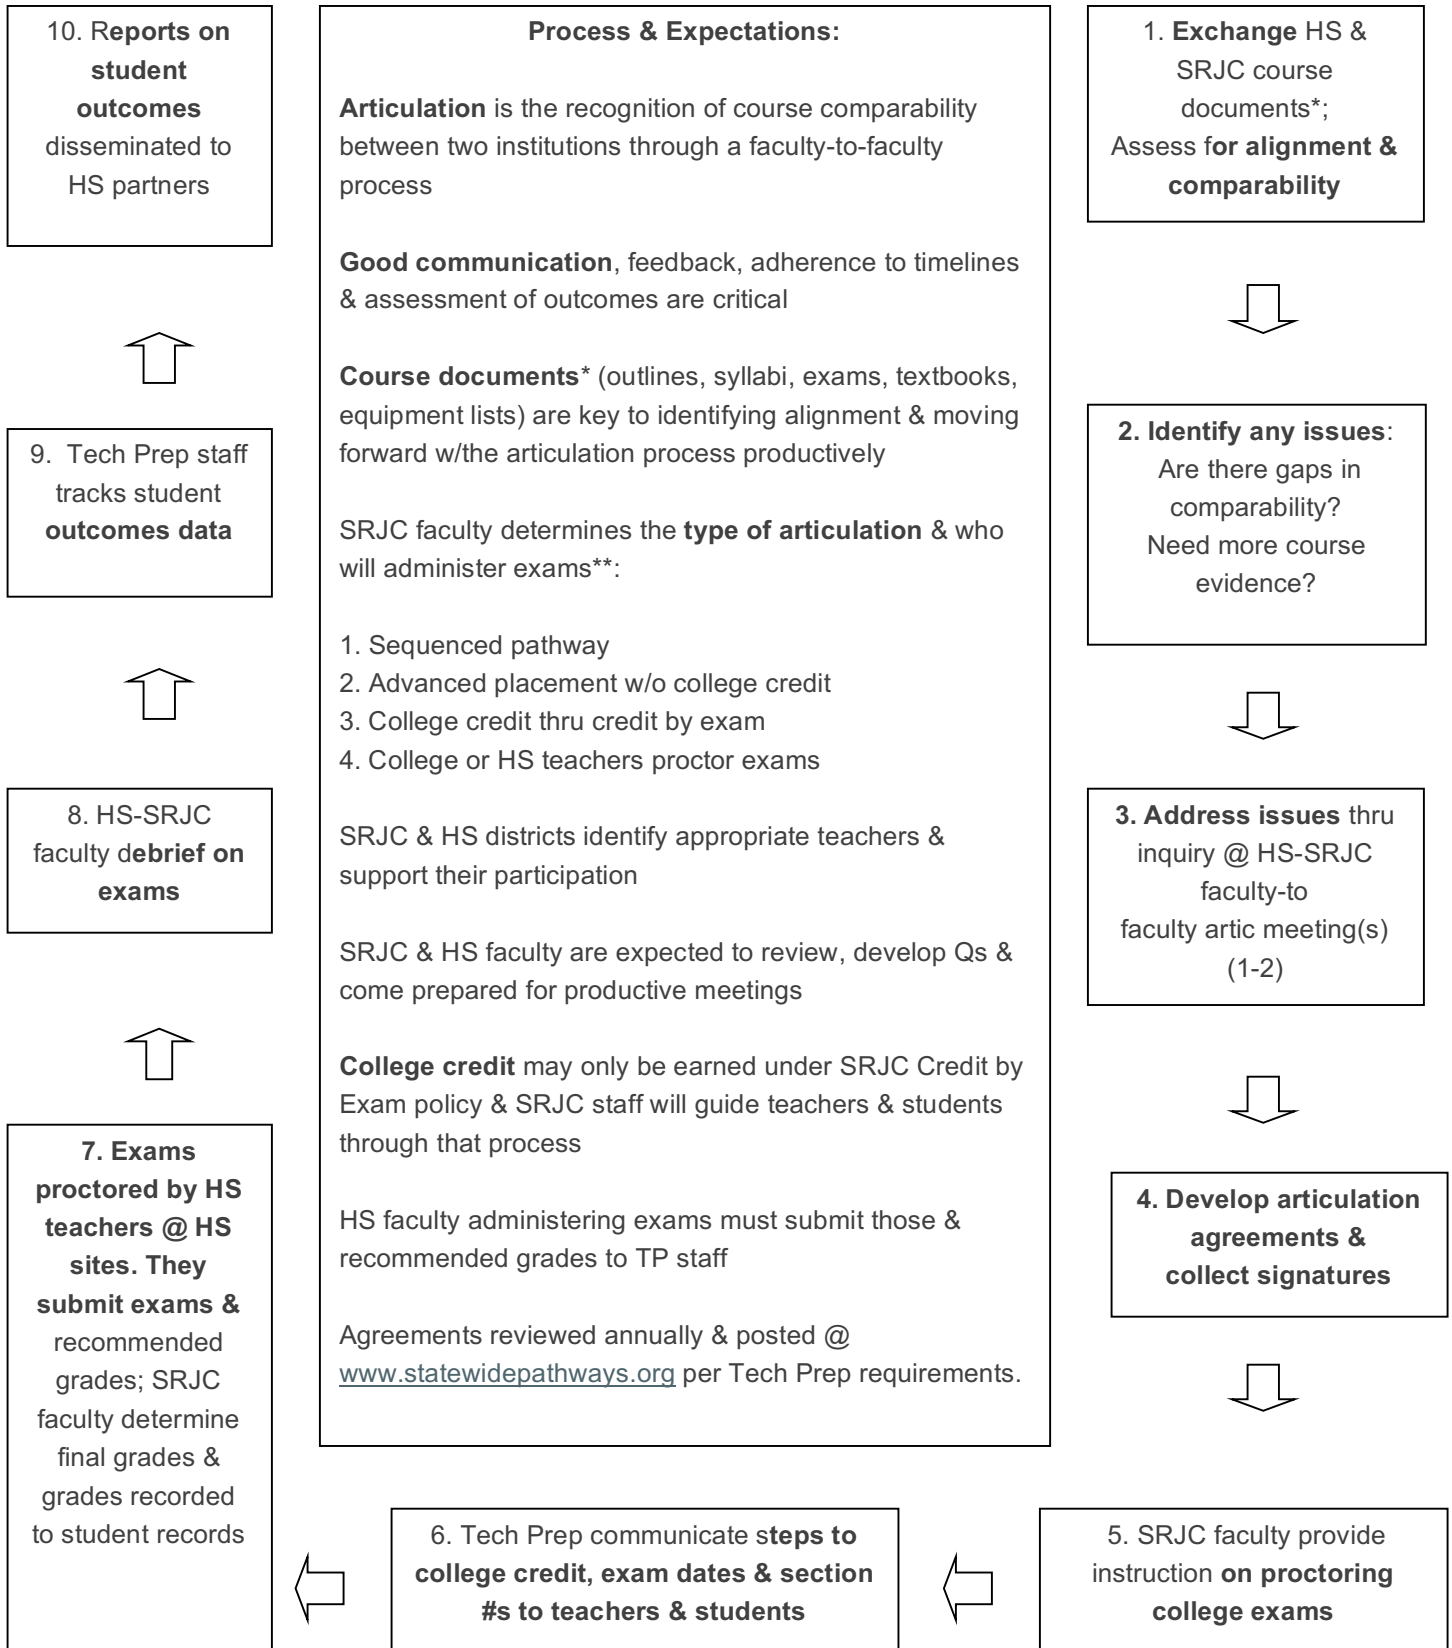 10. Reports on
student
outcomes
disseminated to
HS partners
Process & Expectations:
Articulation is the recognition of course comparability
between two institutions through a faculty-to-faculty
process
Good communication, feedback, adherence to timelines
& assessment of outcomes are critical
Course documents* (outlines, syllabi, exams, textbooks,
equipment lists) are key to identifying alignment & moving
forward w/the articulation process productively
SRJC faculty determines the type of articulation & who
will administer exams**:
1. Sequenced pathway
2. Advanced placement w/o college credit
3. College credit thru credit by exam
4. College or HS teachers proctor exams
SRJC & HS districts identify appropriate teachers &
support their participation
SRJC & HS faculty are expected to review, develop Qs &
come prepared for productive meetings
College credit may only be earned under SRJC Credit by
Exam policy & SRJC staff will guide teachers & students
through that process
HS faculty administering exams must submit those &
recommended grades to TP staff
Agreements reviewed annually & posted @
www.statewidepathways.org per Tech Prep requirements.
1. Exchange HS &
SRJC course
documents*;
Assess for alignment &
comparability
2. Identify any issues:
Are there gaps in
comparability?
Need more course
evidence?
3. Address issues thru
inquiry @ HS-SRJC
faculty-to
faculty artic meeting(s)
(1-2)
4. Develop articulation
agreements &
collect signatures
5. SRJC faculty provide
instruction on proctoring
college exams
6. Tech Prep communicate steps to
college credit, exam dates & section
#s to teachers & students
7. Exams
proctored by HS
teachers @ HS
sites. They
submit exams &
recommended
grades; SRJC
faculty determine
final grades &
grades recorded
to student records
8. HS-SRJC
faculty debrief on
exams
9. Tech Prep staff
tracks student
outcomes data